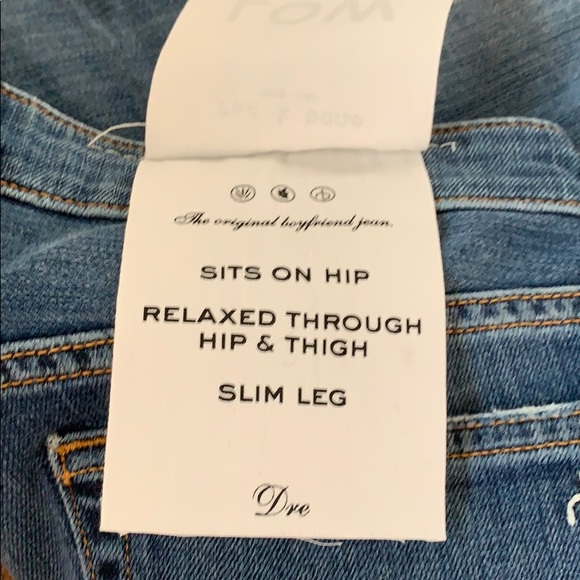 The original boyfriend jean.
SITS ON HIP
RELAXED THROUGH
HIP & THIGH
SLIM LEG
Dre